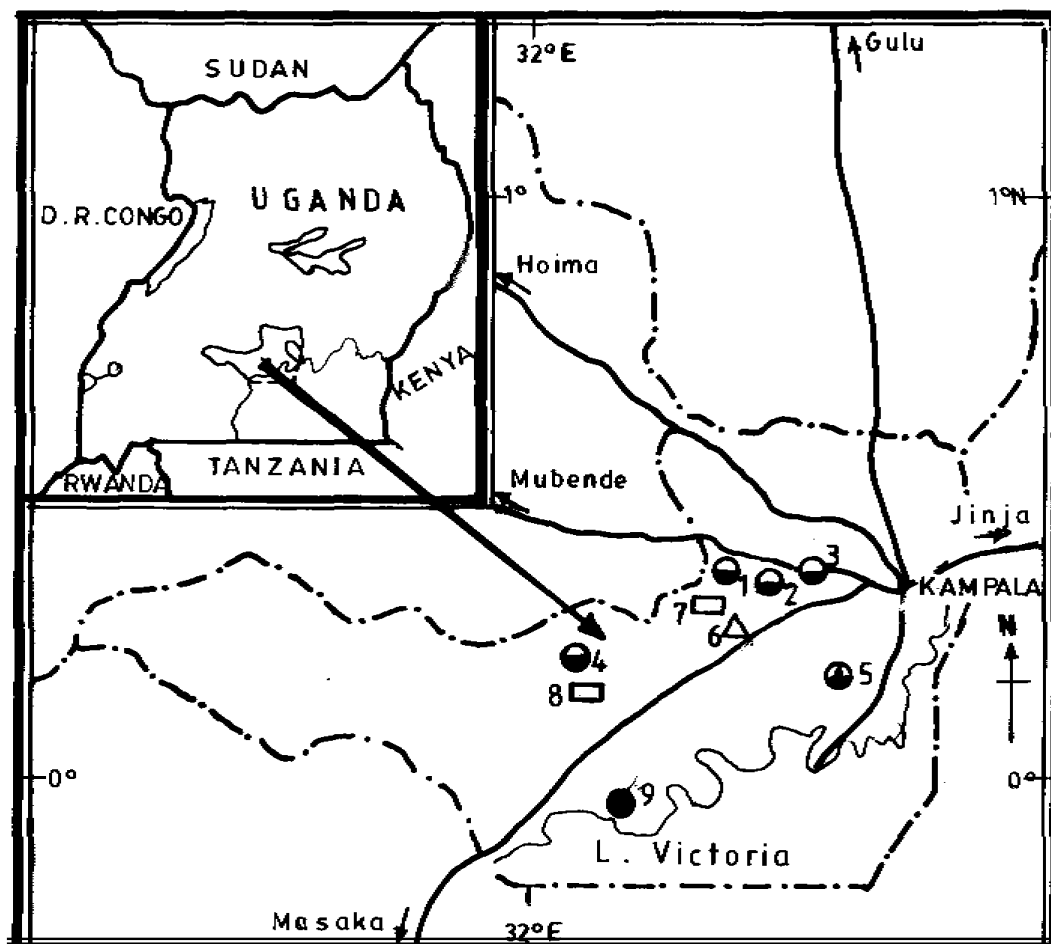 SUDAN
UGANDA
D.R.CONGO
KENYA
TANZANIA
RWANDA
32°E
Gulu
1°
1°N
Hoima
Mubende
Jinja
3
1
2
KAMPALA
7
6
N
4
5
8
0°
0°
9
L. Victoria
Masaka
32°E